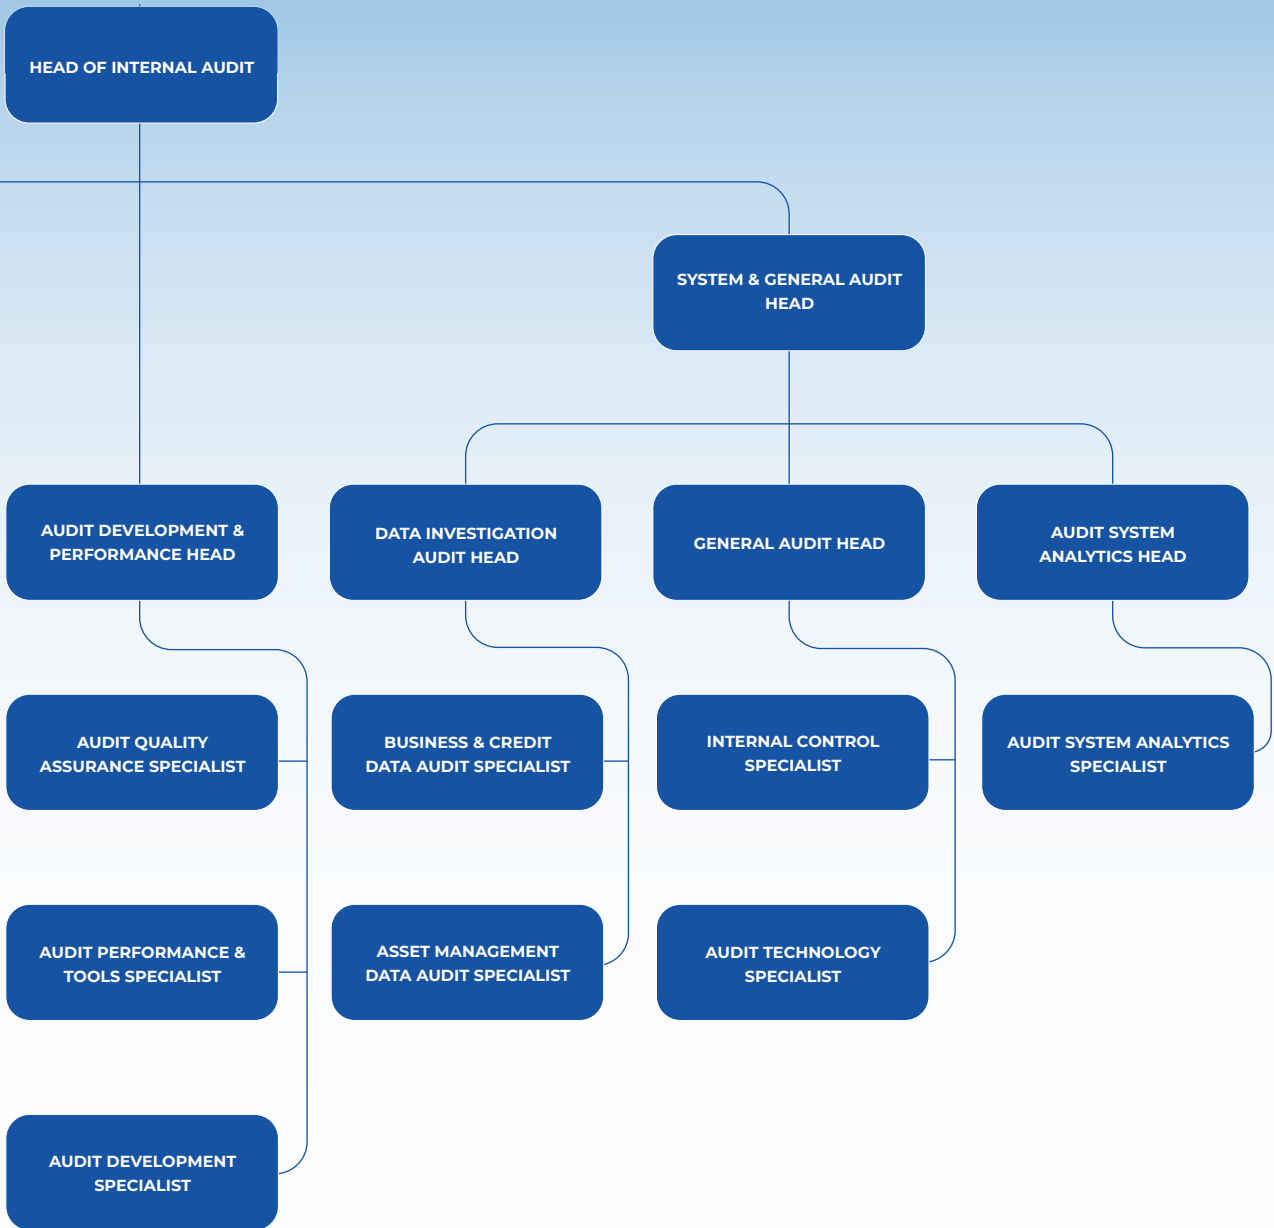 HEAD OF INTERNAL AUDIT
SYSTEM & GENERAL AUDIT
HEAD
AUDIT DEVELOPMENT &
PERFORMANCE HEAD
DATA INVESTIGATION
AUDIT HEAD
GENERAL AUDIT HEAD
AUDIT SYSTEM
ANALYTICS HEAD
AUDIT QUALITY
ASSURANCE SPECIALIST
BUSINESS & CREDIT
DATA AUDIT SPECIALIST
INTERNAL CONTROL
SPECIALIST
AUDIT SYSTEM ANALYTICS
SPECIALIST
AUDIT PERFORMANCE &
TOOLS SPECIALIST
ASSET MANAGEMENT
DATA AUDIT SPECIALIST
AUDIT TECHNOLOGY
SPECIALIST
AUDIT DEVELOPMENT
SPECIALIST